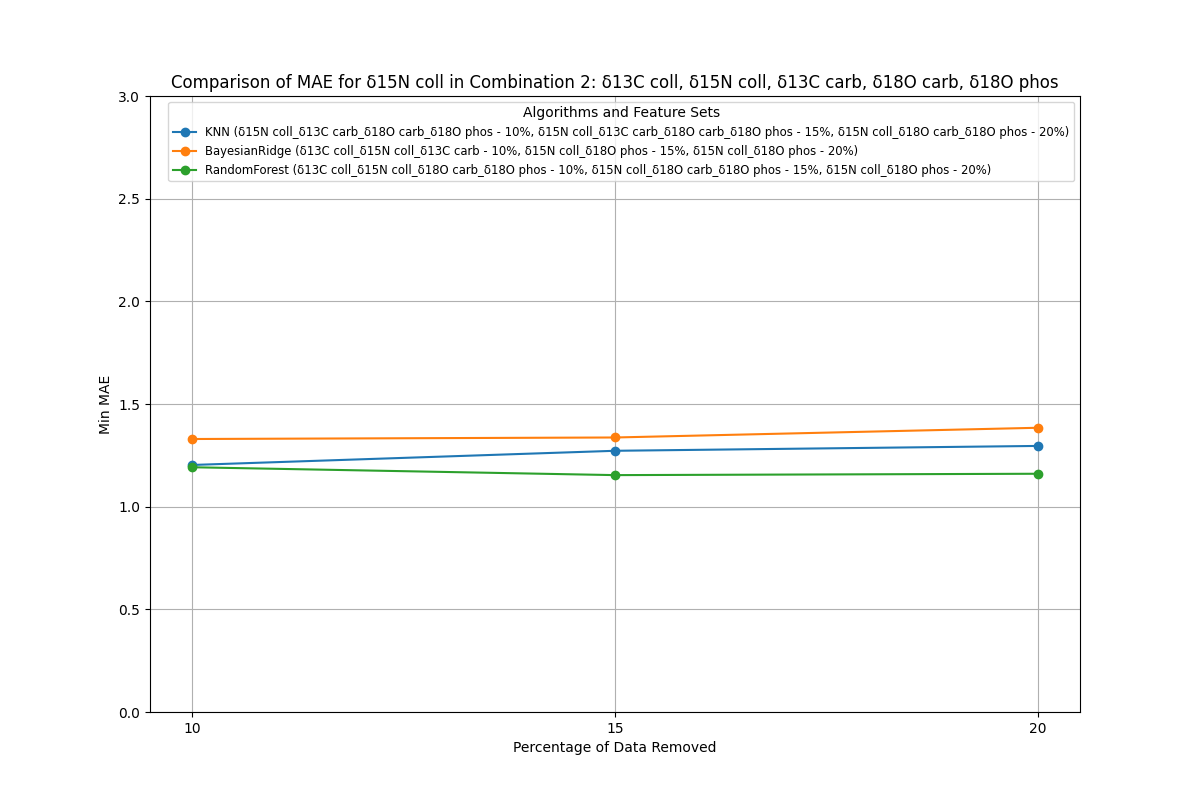 Comparison of MAE for δ15N coll in Combination 2: δ13C coll, δ15N coll, δ13C carb, δ18O carb, δ18O phos
Algorithms and Feature Sets
KNN (δ15N coll_δ13C carb_δ18O carb_δ18O phos - 10%, δ15N coll_δ13C carb_δ18O carb_δ18O phos - 15%, δ15N coll_δ18O carb_δ18O phos - 20%)
BayesianRidge (δ13C coll_δ15N coll_δ13C carb - 10%, δ15N coll_δ18O phos - 15%, δ15N coll_δ18O phos - 20%)
RandomForest (δ13C coll_δ15N coll_δ18O carb_δ18O phos - 10%, δ15N coll_δ18O carb_δ18O phos - 15%, δ15N coll_δ18O phos - 20%)
3.0
2.5
2.0
1.5
1.0
0.5
0.0
Min MAE
10
15
20
Percentage of Data Removed